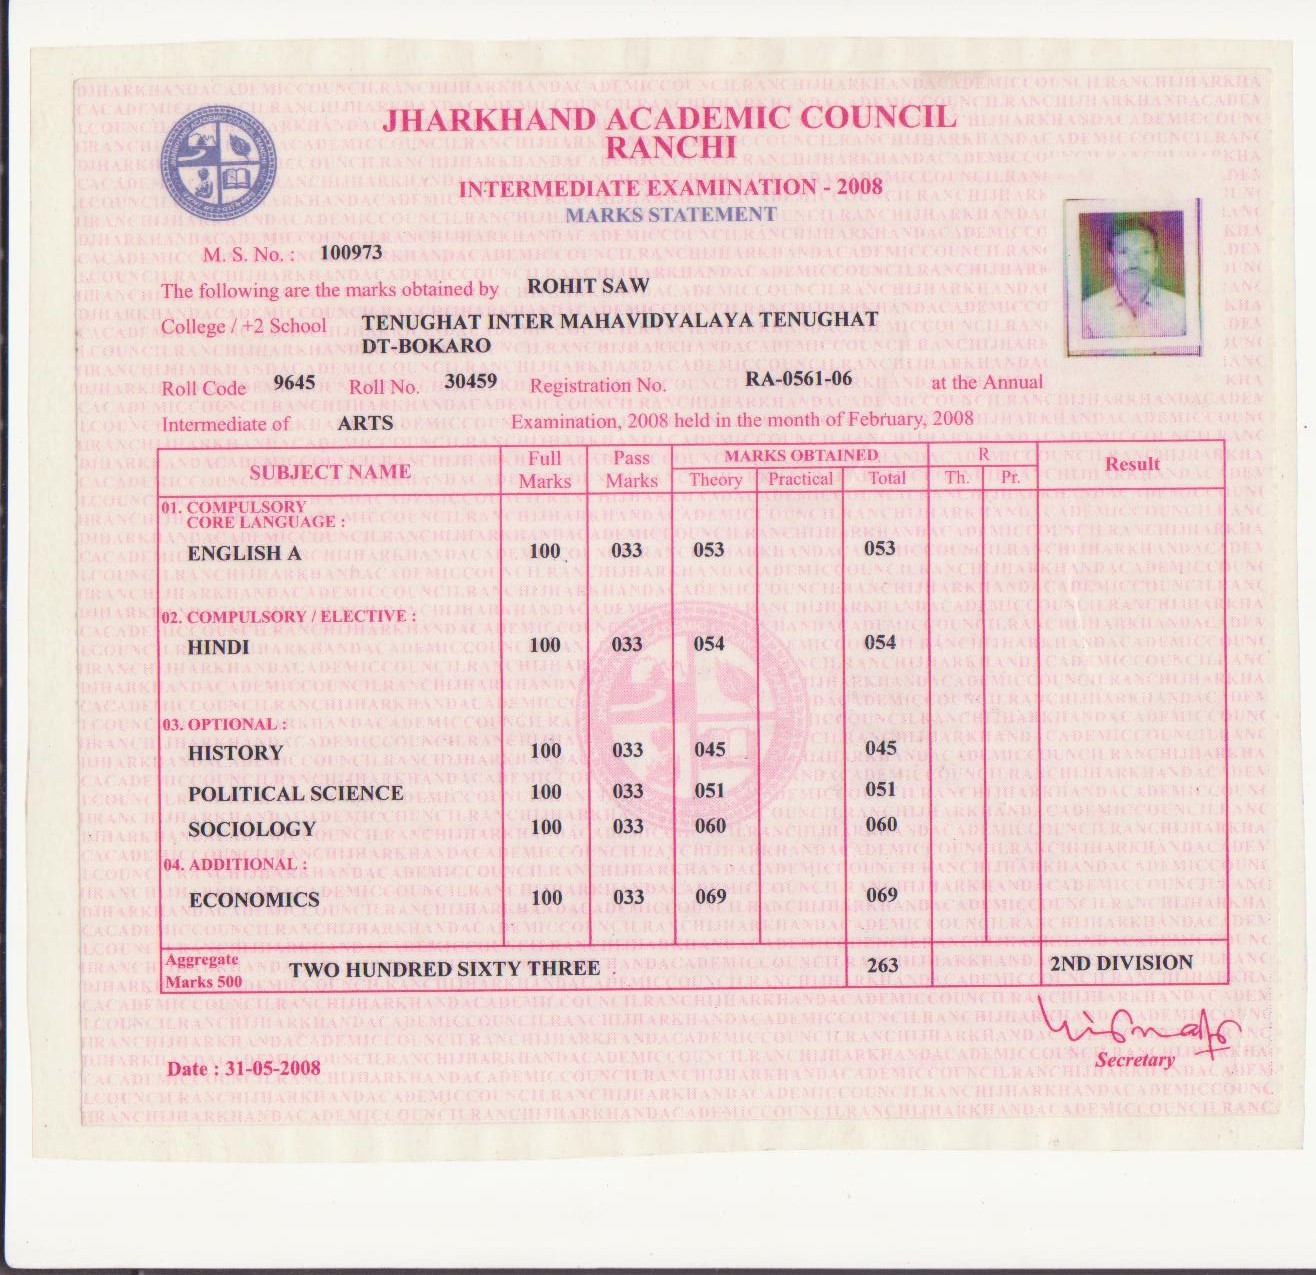 JHARKHAND ACADEMIC COUNCIL
RANCHI
INTERMEDIATE EXAMINATION - 2008
MARKS STATEMENT
M. S. No. : 100973
The following are the marks obtained by ROHIT SAW
College / +2 School TENUGHAT INTER MAHAVIDYALAYA TENUGHAT
DT-BOKARO
Roll Code 9645 Roll No. 30459 Registration No. RA-0561-06 at the Annual
Intermediate of ARTS Examination, 2008 held in the month of February, 2008
SUBJECT NAME Full Marks Pass Marks MARKS OBTAINED R Result
Theory Practical Total Th. Pr.
01. COMPULSORY
CORE LANGUAGE :
ENGLISH A 100 033 053 053
02. COMPULSORY / ELECTIVE :
HINDI 100 033 054 054
03. OPTIONAL :
HISTORY 100 033 045 045
POLITICAL SCIENCE 100 033 051 051
SOCIOLOGY 100 033 060 060
04. ADDITIONAL :
ECONOMICS 100 033 069 069
Aggregate
Marks 500 TWO HUNDRED SIXTY THREE 263 2ND DIVISION
Secretary
Date : 31-05-2008